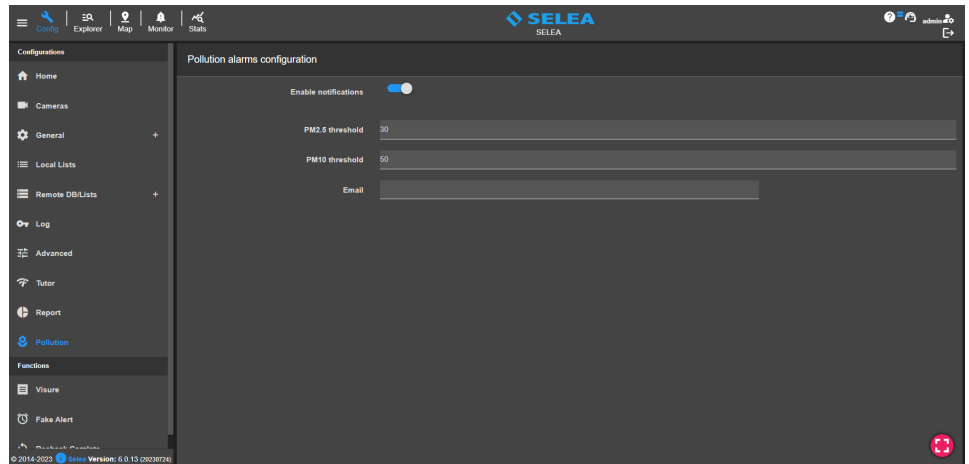 Config
Explorer
Map
Monitor
Stats
SELEA
SELEA
admin
Configurations
Home
Cameras
General +
Local Lists
Remote DB/Lists +
Log
Advanced
Tutor
Report
Pollution
Functions
Visure
Fake Alert
© 2014-2023 Selea Version: 6.0.13 (20230724)
Pollution alarms configuration
Enable notifications
PM2.5 threshold 30
PM10 threshold 50
Email